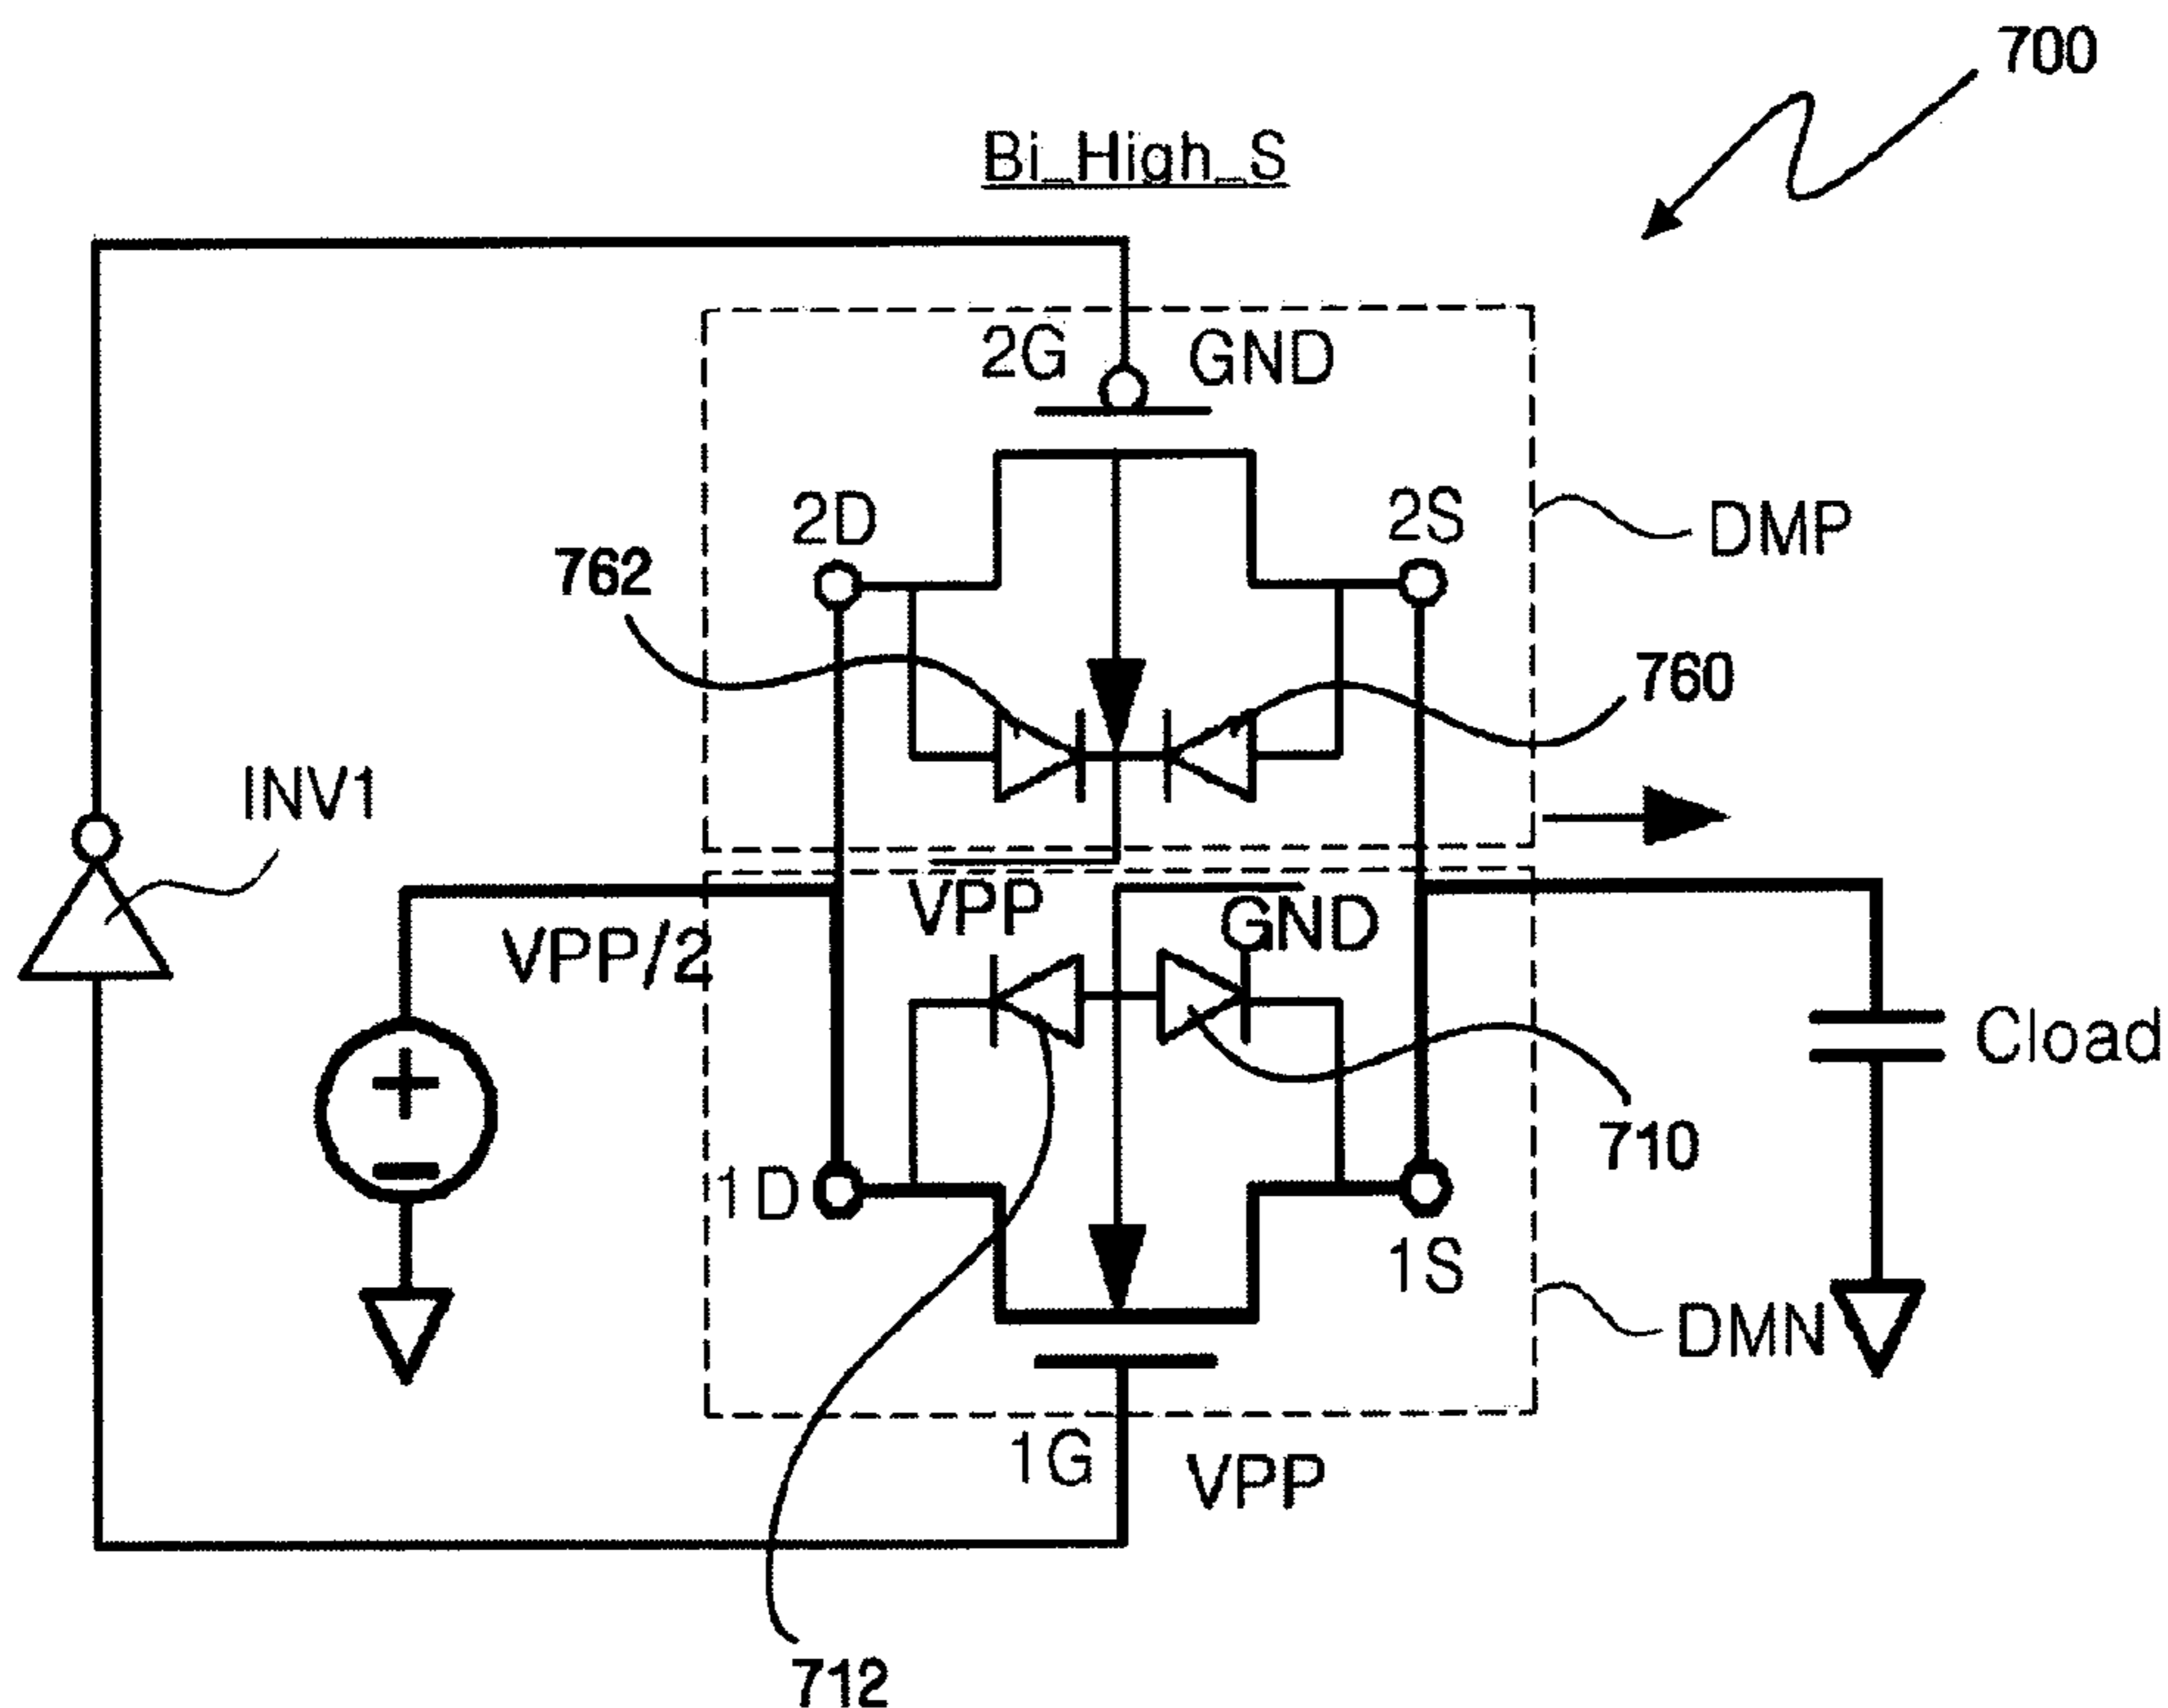 700
Bi_High_S
2G
GND
2D
2S
DMP
762
760
INV1
VPP
GND
VPP/2
Cload
710
1D
1S
DMN
1G
VPP
712